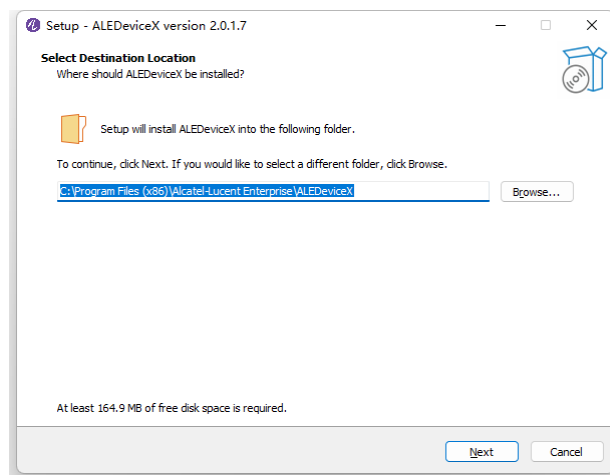 Setup - ALEDeviceX version 2.0.1.7
Select Destination Location
Where should ALEDeviceX be installed?
Setup will install ALEDeviceX into the following folder.
To continue, click Next. If you would like to select a different folder, click Browse.
C:\Program Files (x86)\Alcatel-Lucent Enterprise\ALEDeviceX
Browse...
At least 164.9 MB of free disk space is required.
Next
Cancel